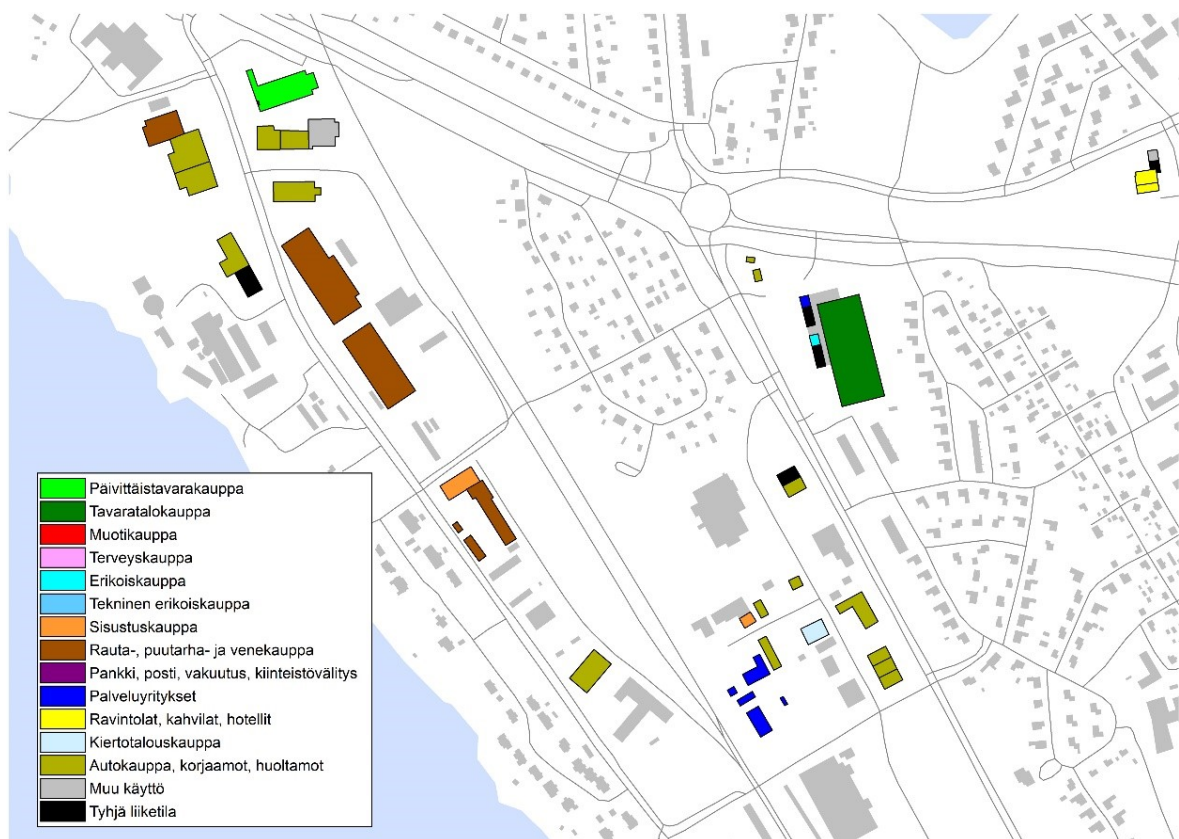 Päivittäistavarakauppa
Tavaratalokauppa
Muotikauppa
Terveyskauppa
Erikoiskauppa
Tekninen erikoiskauppa
Sisustuskauppa
Rauta-, puutarha- ja venekauppa
Pankki, posti, vakuutus, kiinteistövälitys
Palveluyritykset
Ravintolat, kahvilat, hotellit
Kiertotalouskauppa
Autokauppa, korjaamot, huoltamot
Muu käyttö
Tyhjä liiketila